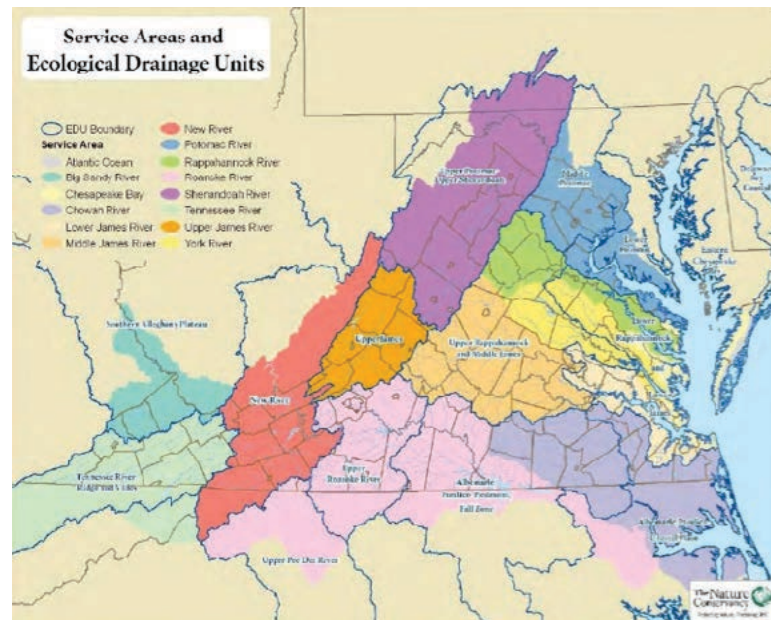 Service Areas and
Ecological Drainage Units
EDU Boundary
Service Area
Atlantic Ocean
Big Sandy River
Chesapeake Bay
Chowan River
Lower James River
Middle James River
New River
Potomac River
Rappahannock River
Roanoke River
Shenandoah River
Tennessee River
Upper James River
York River
Upper Potomac
Middle
Potomac
Lower
Eastern
Chesapeake
Southern Alleghany Plateau
Upper James
Upper Rappahannock
and Middle James
Lower
Rappahannock
and
James
New River
Tennessee River
Upper
Roanoke River
Albemarle
Pamlico Piedmont,
Fall Zone
Upper Pee Dee River
The Nature
Conservancy